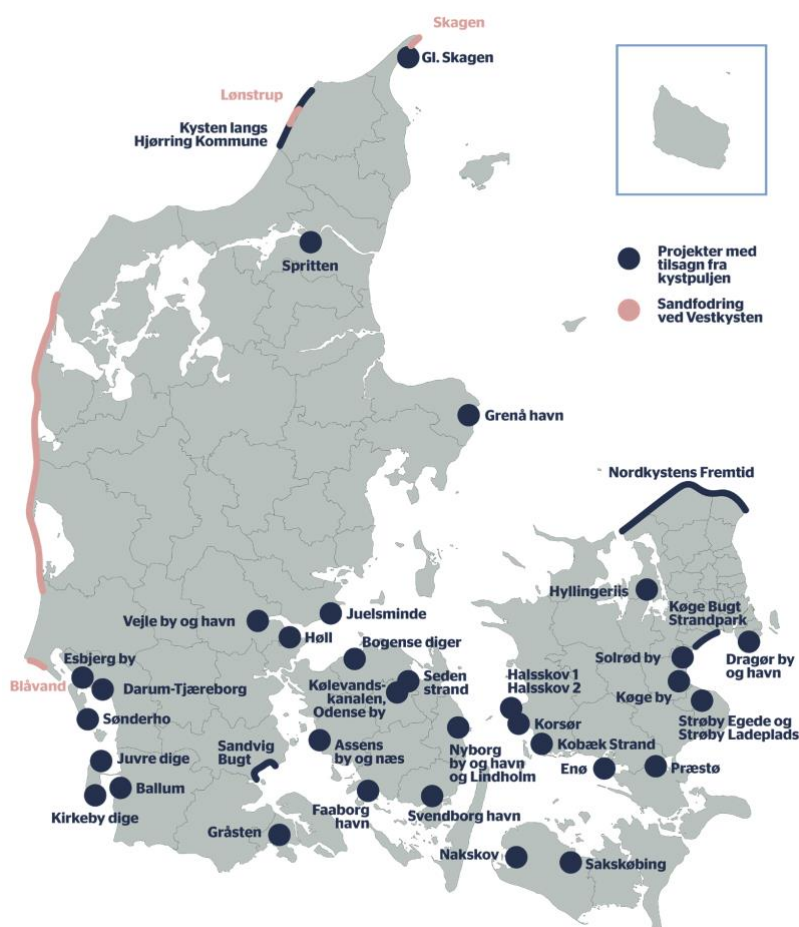 Skagen
Gl. Skagen
Lønstrup
Kysten langs
Hjørring Kommune
Spritten
Projekter med
tilsagn fra
kystpuljen
Sandfodring
ved Vestkysten
Grenå havn
Nordkystens Fremtid
Hyllingeriis
Køge Bugt
Strandpark
Juelsminde
Vejle by og havn
Høll
Bogense diger
Solrød by
Dragør by
og havn
Esbjerg by
Blåvand
Darum-Tjæreborg
Seden
strand
Kølevands-
kanalen,
Odense by
Halsskov 1
Halsskov 2
Køge by
Sønderho
Korsør
Strøby Egede og
Strøby Ladeplads
Assens
by og næs
Nyborg
by og havn
og Lindholm
Kobæk Strand
Sandvig
Bugt
Juvre dige
Enø
Præstø
Ballum
Kirkeby dige
Faaborg
havn
Svendborg havn
Gråsten
Nakskov
Sakskøbing